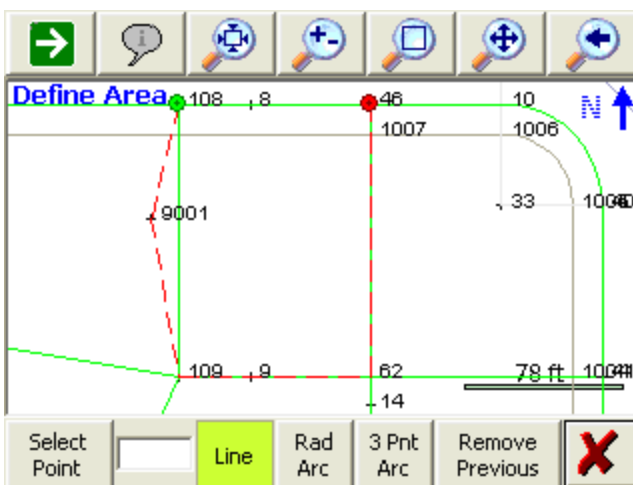 Define Area 108 8 46 10 N
1007 1006
9001 33
109 9 62 78 ft
14
Select Point Line Rad Arc 3 Pnt Arc Remove Previous